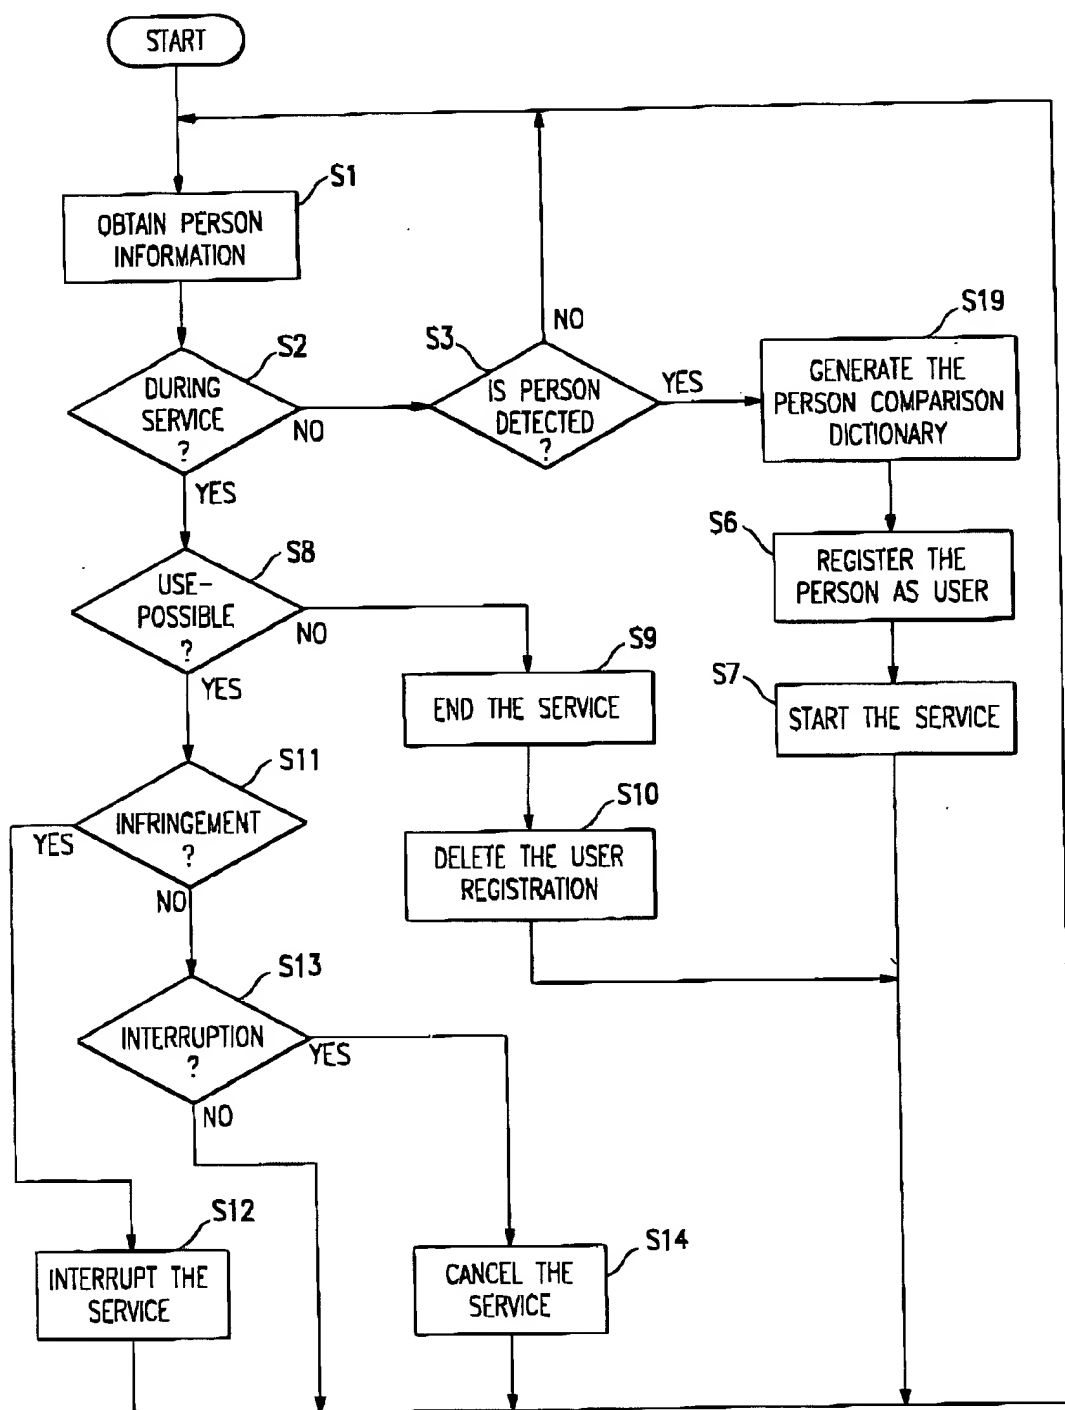 START
S1
OBTAIN PERSON
INFORMATION
S2
DURING
SERVICE
?
NO
YES
S3
IS PERSON
DETECTED
?
NO
YES
S19
GENERATE THE
PERSON COMPARISON
DICTIONARY
S6
REGISTER THE
PERSON AS USER
S7
START THE SERVICE
S8
USE-
POSSIBLE
?
NO
YES
S9
END THE SERVICE
S10
DELETE THE USER
REGISTRATION
S11
INFRINGEMENT
?
YES
NO
S13
INTERRUPTION
?
YES
NO
S12
INTERRUPT THE
SERVICE
S14
CANCEL THE
SERVICE